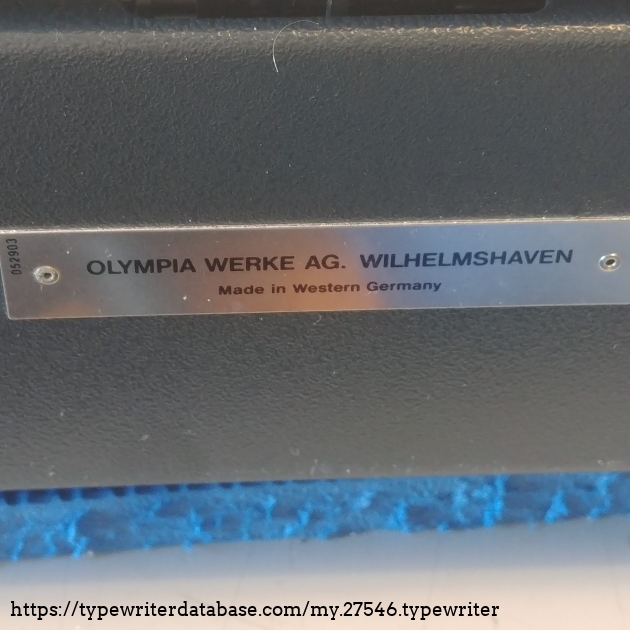 052903
OLYMPIA WERKE AG. WILHELMSHAVEN
Made in Western Germany
https://typewriterdatabase.com/my.27546.typewriter